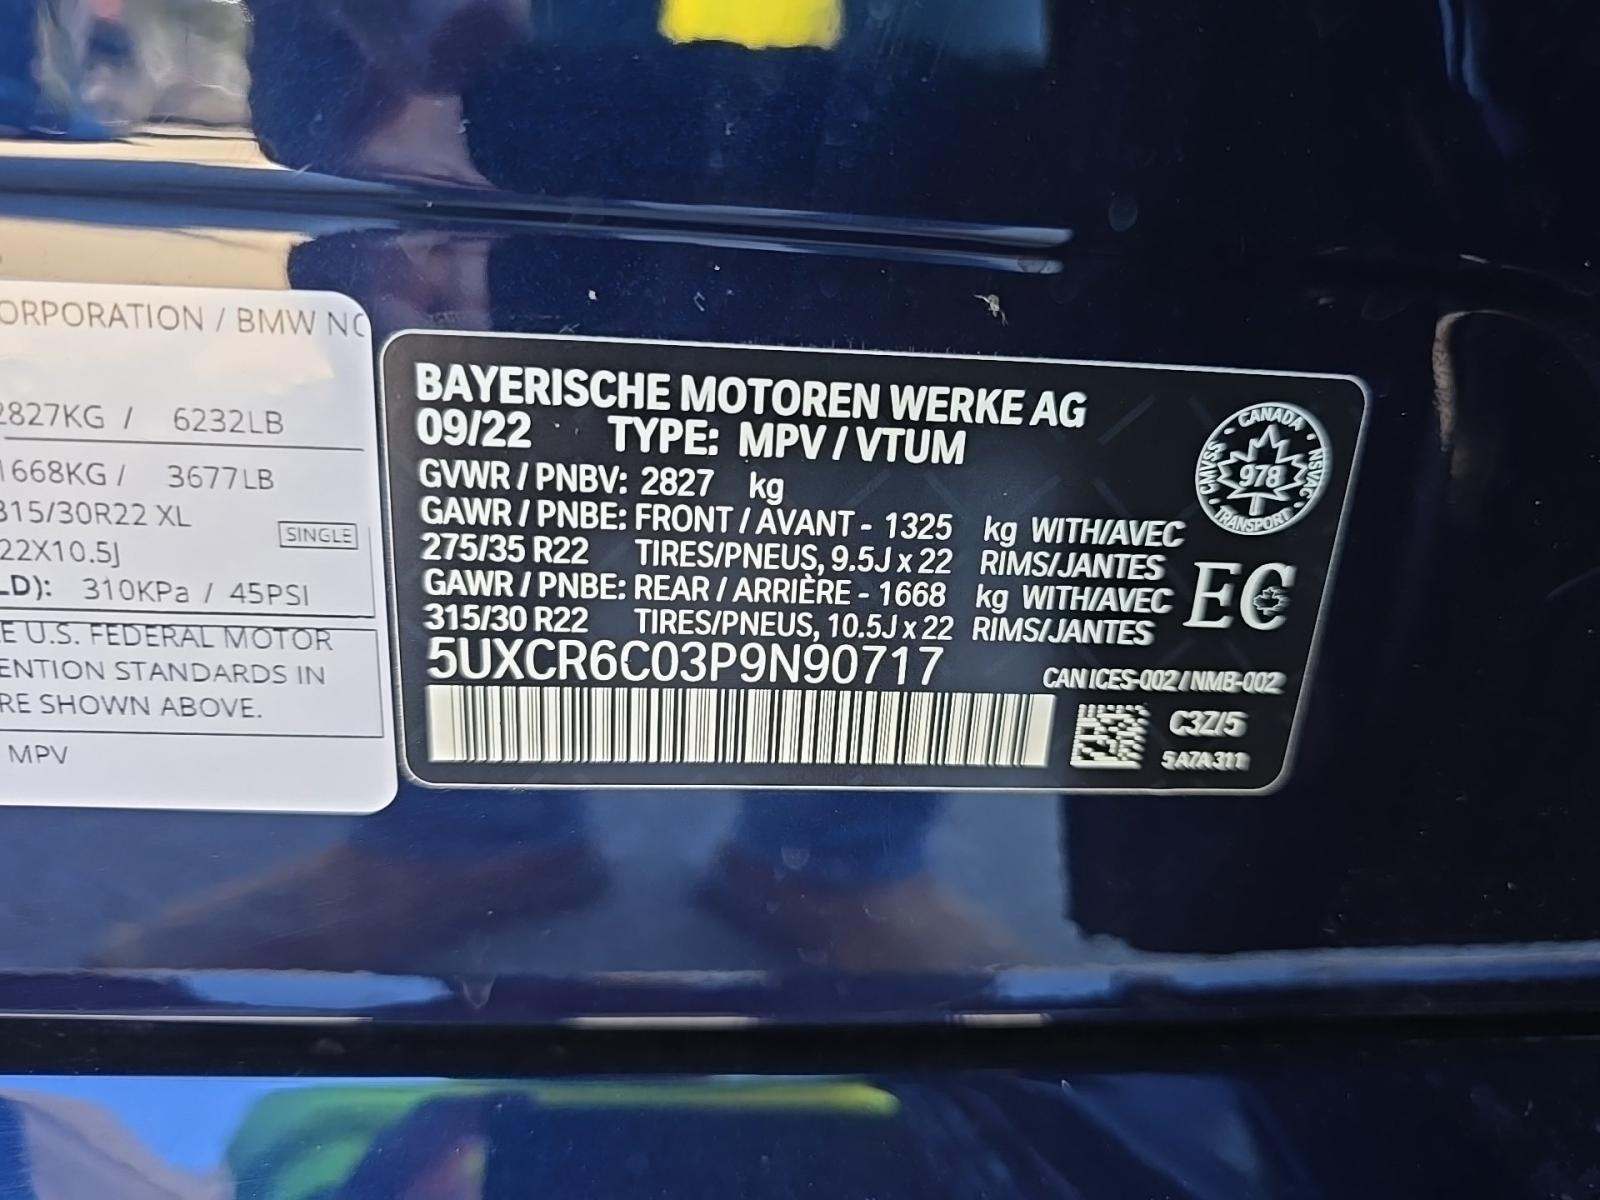 ORPORATION / BMW NO
2827KG / 6232LB
1668KG / 3677LB
315/30R22 XL
22X10.5J
SINGLE
LD): 310KPa / 45PSI
E U.S. FEDERAL MOTOR
ENTION STANDARDS IN
RE SHOWN ABOVE.
MPV
BAYERISCHE MOTOREN WERKE AG
09/22 TYPE: MPV / VTUM
GVWR / PNBV: 2827 kg
GAWR / PNBE: FRONT / AVANT - 1325 kg WITH/AVEC
275/35 R22 TIRES/PNEUS, 9.5J x 22 RIMS/JANTES
GAWR / PNBE: REAR / ARRIÈRE - 1668 kg WITH/AVEC
315/30 R22 TIRES/PNEUS, 10.5J x 22 RIMS/JANTES
5UXCR6C03P9N90717
CANADA
CMVSS 978 NSVAC
TRANSPORT
EC
CAN ICES-002 / NMB-002
C3Z/5
5A7A311